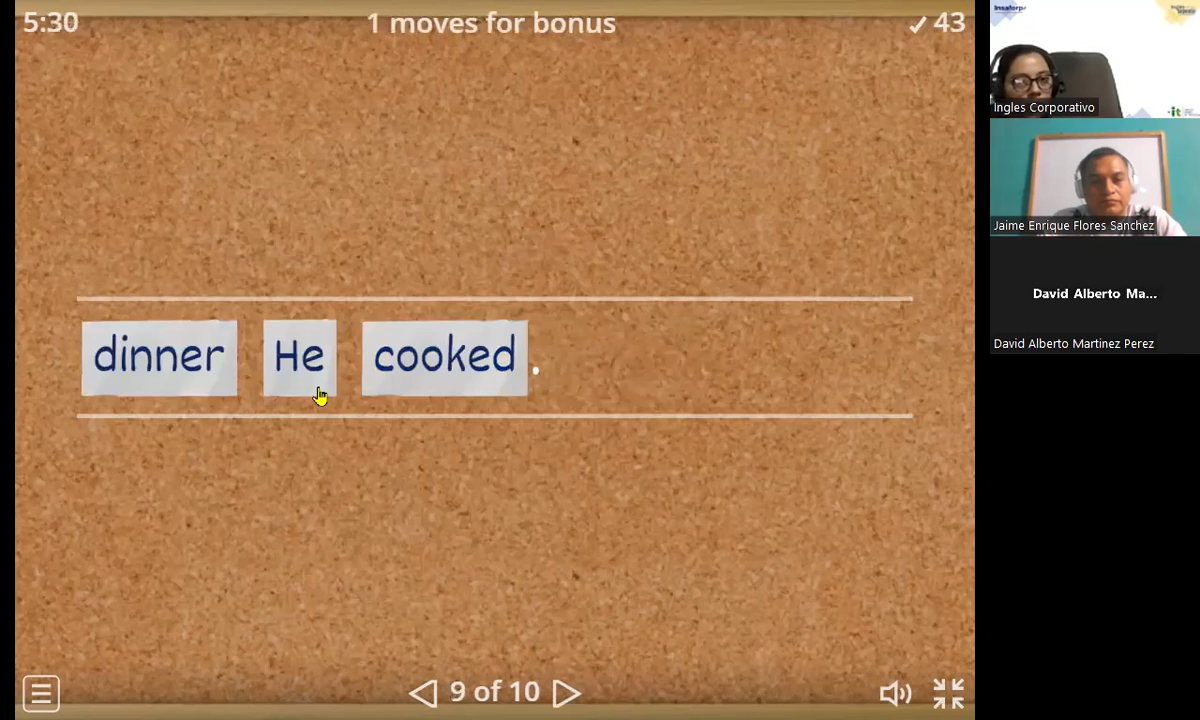 5:30
1 moves for bonus
✓ 43
Insaforp
Ingles Corporativo
Jaime Enrique Flores Sanchez
David Alberto Ma...
David Alberto Martinez Perez
dinner He cooked .
9 of 10